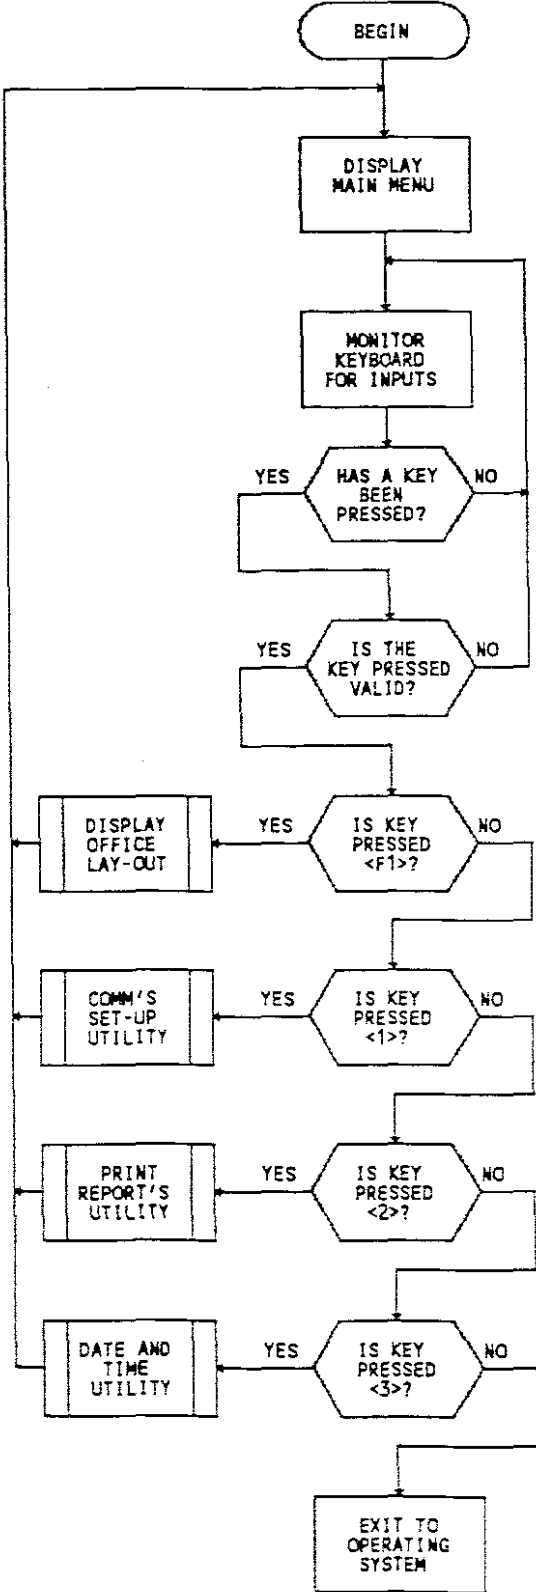 BEGIN
DISPLAY
MAIN MENU
MONITOR
KEYBOARD
FOR INPUTS
YES
HAS A KEY
BEEN
PRESSED?
NO
YES
IS THE
KEY PRESSED
VALID?
NO
DISPLAY
OFFICE
LAY-OUT
YES
IS KEY
PRESSED
<F1>?
NO
COMM'S
SET-UP
UTILITY
YES
IS KEY
PRESSED
<1>?
NO
PRINT
REPORT'S
UTILITY
YES
IS KEY
PRESSED
<2>?
NO
DATE AND
TIME
UTILITY
YES
IS KEY
PRESSED
<3>?
NO
EXIT TO
OPERATING
SYSTEM